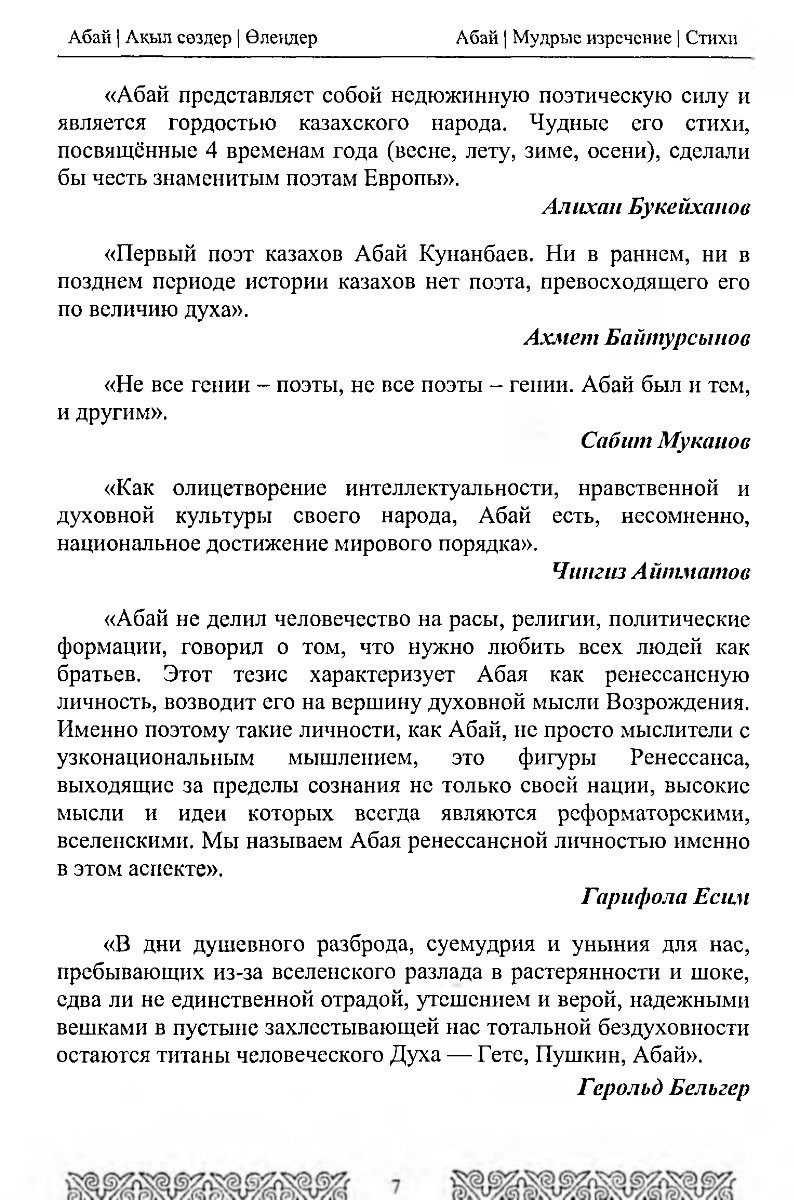 Абай | Ақыл сөздер | Өлеңдер Абай | Мудрые изречение | Стихи
«Абай представляет собой недюжинную поэтическую силу и
является гордостью казахского народа. Чудные его стихи,
посвящённые 4 временам года (весне, лету, зиме, осени), сделали
бы честь знаменитым поэтам Европы».
Алихан Букейханов
«Первый поэт казахов Абай Кунанбаев. Ни в раннем, ни в
позднем периоде истории казахов нет поэта, превосходящего его
по величию духа».
Ахмет Байтурсынов
«Не все гении – поэты, не все поэты – гении. Абай был и тем,
и другим».
Сабит Муканов
«Как олицетворение интеллектуальности, нравственной и
духовной культуры своего народа, Абай есть, несомненно,
национальное достижение мирового порядка».
Чингиз Айтматов
«Абай не делил человечество на расы, религии, политические
формации, говорил о том, что нужно любить всех людей как
братьев. Этот тезис характеризует Абая как ренессансную
личность, возводит его на вершину духовной мысли Возрождения.
Именно поэтому такие личности, как Абай, не просто мыслители с
узконациональным мышлением, это фигуры Ренессанса,
выходящие за пределы сознания не только своей нации, высокие
мысли и идеи которых всегда являются реформаторскими,
вселенскими. Мы называем Абая ренессансной личностью именно
в этом аспекте».
Гарифола Есим
«В дни душевного разброда, суемудрия и уныния для нас,
пребывающих из-за вселенского разлада в растерянности и шоке,
едва ли не единственной отрадой, утешением и верой, надежными
вешками в пустыне захлестывающей нас тотальной бездуховности
остаются титаны человеческого Духа — Гете, Пушкин, Абай».
Герольд Бельгер
7